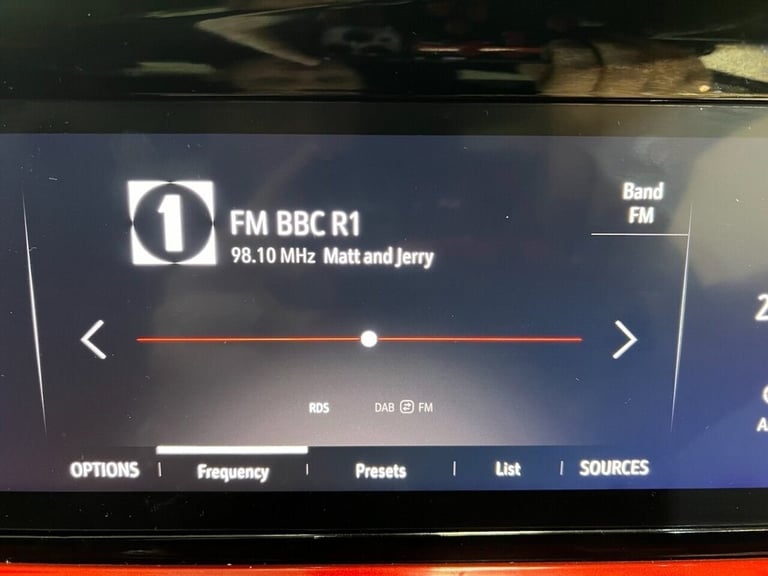 1
FM BBC R1
98.10 MHz Matt and Jerry
Band
FM
RDS
DAB FM
OPTIONS
Frequency
Presets
List
SOURCES
2
A